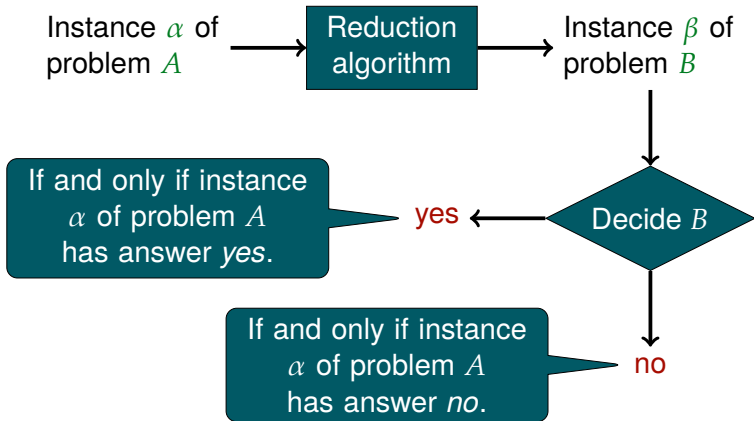 Instance α of
problem A
Reduction
algorithm
Instance β of
problem B
If and only if instance
α of problem A
has answer yes.
yes
Decide B
If and only if instance
α of problem A
has answer no.
no